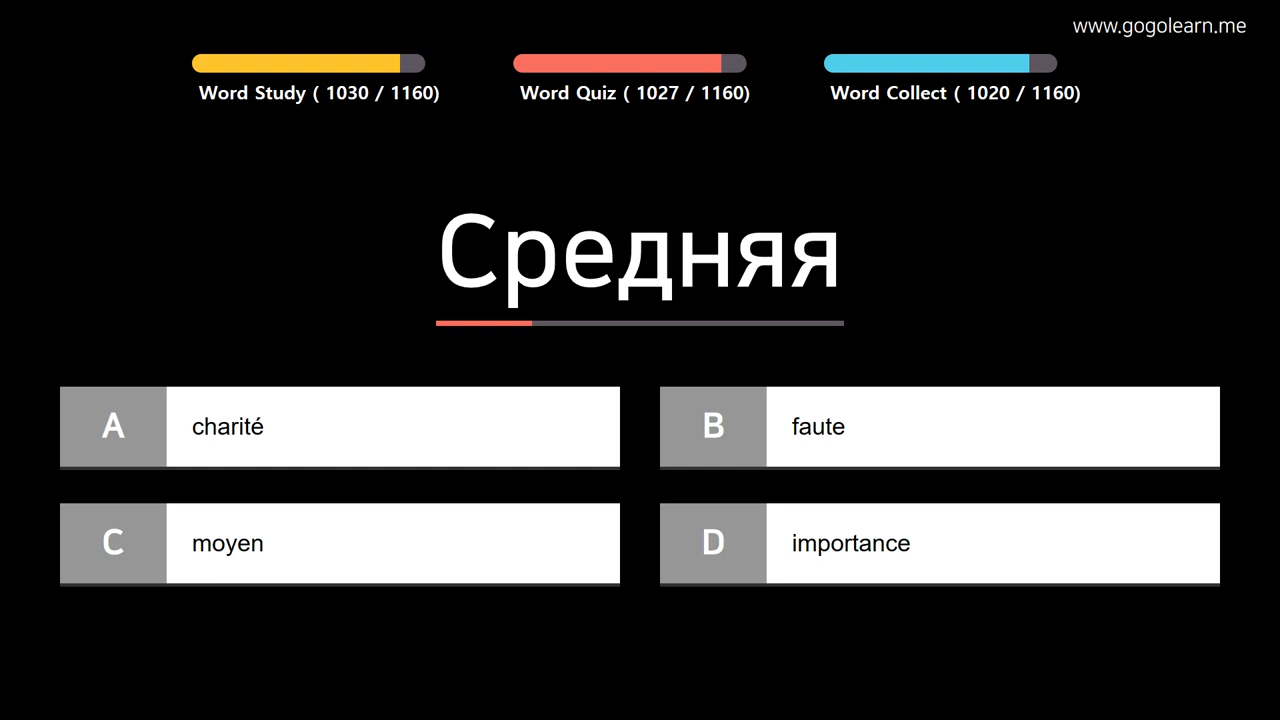 www.gogolearn.me
Word Study ( 1030 / 1160)
Word Quiz ( 1027 / 1160)
Word Collect ( 1020 / 1160)
Средняя
A charité
B faute
C moyen
D importance